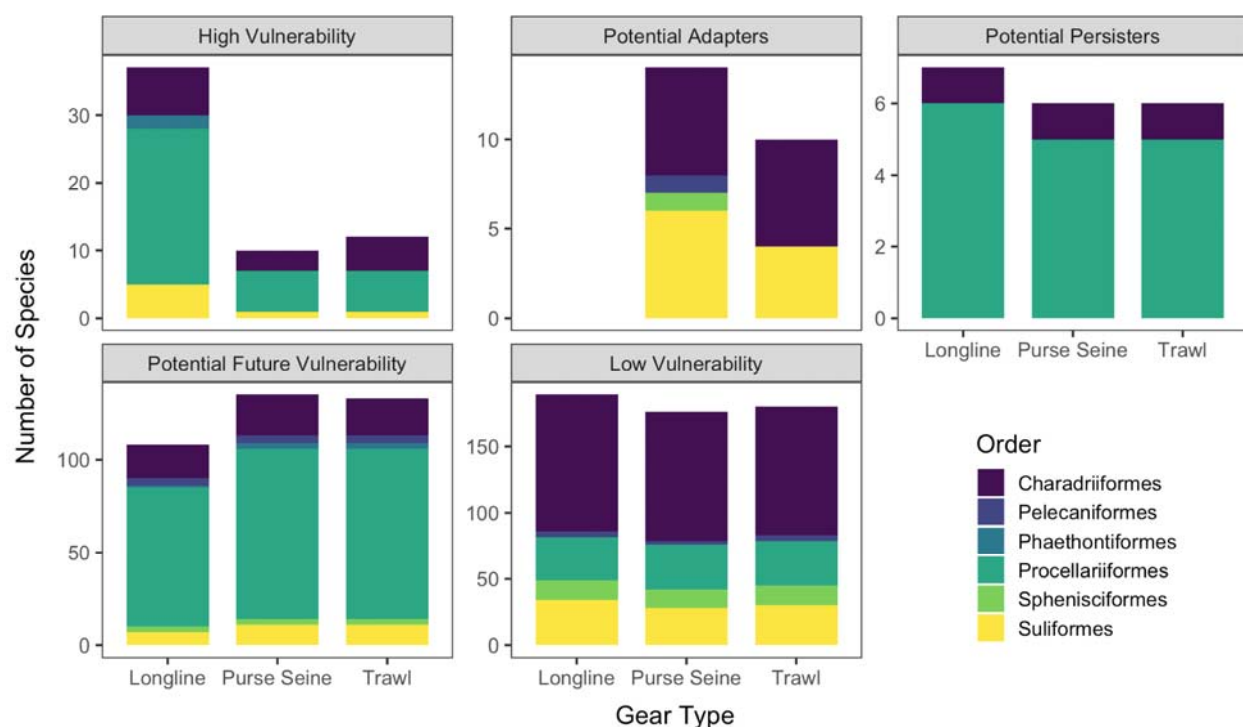 High Vulnerability
Potential Adapters
Potential Persisters
30
20
10
0
10
5
0
6
4
2
0
Longline Purse Seine Trawl
Number of Species
Potential Future Vulnerability
Low Vulnerability
100
50
0
150
100
50
0
Longline Purse Seine Trawl
Longline Purse Seine Trawl
Gear Type
Order
Charadriiformes
Pelecaniformes
Phaethontiformes
Procellariiformes
Sphenisciformes
Suliformes